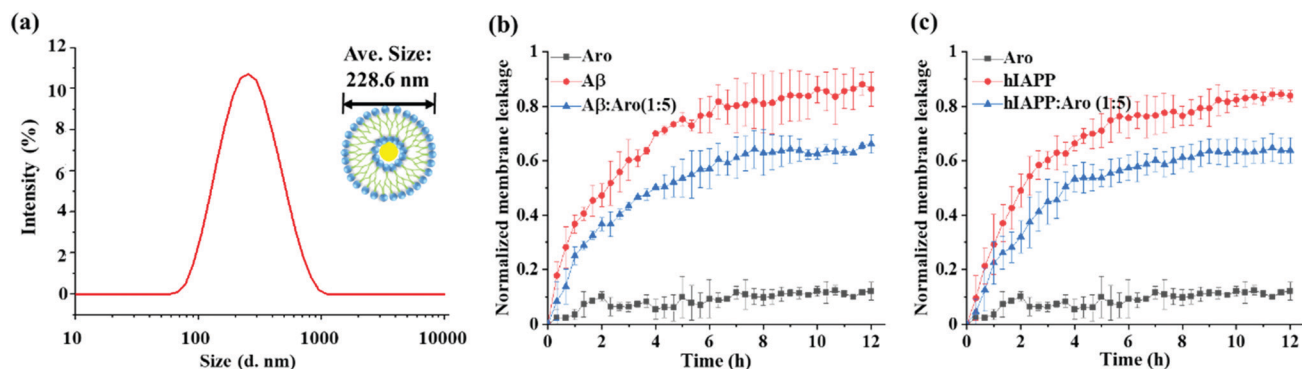 (a)
12
10
8
6
4
2
0
Intensity (%)
10
100
1000
10000
Size (d. nm)
Ave. Size:
228.6 nm
(b)
1
0.8
0.6
0.4
0.2
0
Normalized membrane leakage
Aro
Aβ
Aβ:Aro(1:5)
0
2
4
6
8
10
12
Time (h)
(c)
1
0.8
0.6
0.4
0.2
0
Normalized membrane leakage
Aro
hIAPP
hIAPP:Aro (1:5)
0
2
4
6
8
10
12
Time (h)